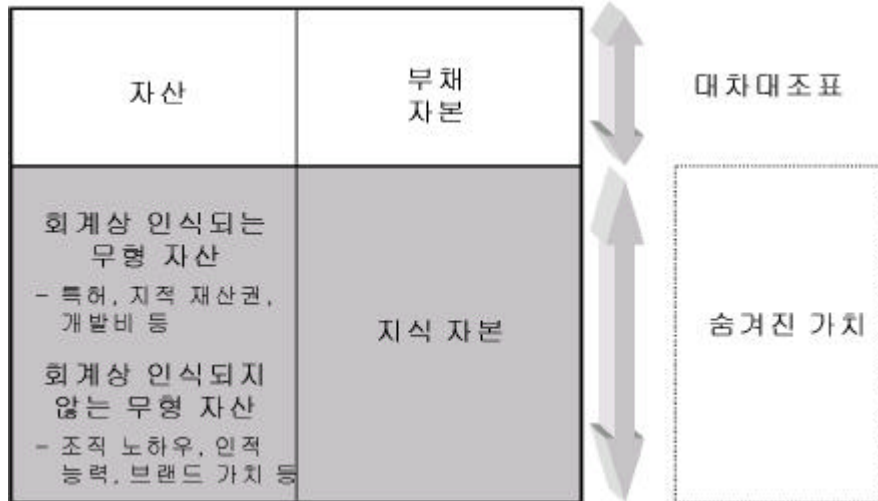 자산
부채
자본
대차대조표
회계상 인식되는
무형 자산
- 특허, 지적 재산권,
개발비 등
회계상 인식되지
않는 무형 자산
- 조직 노하우, 인적
능력, 브랜드 가치 등
지식 자본
숨겨진 가치